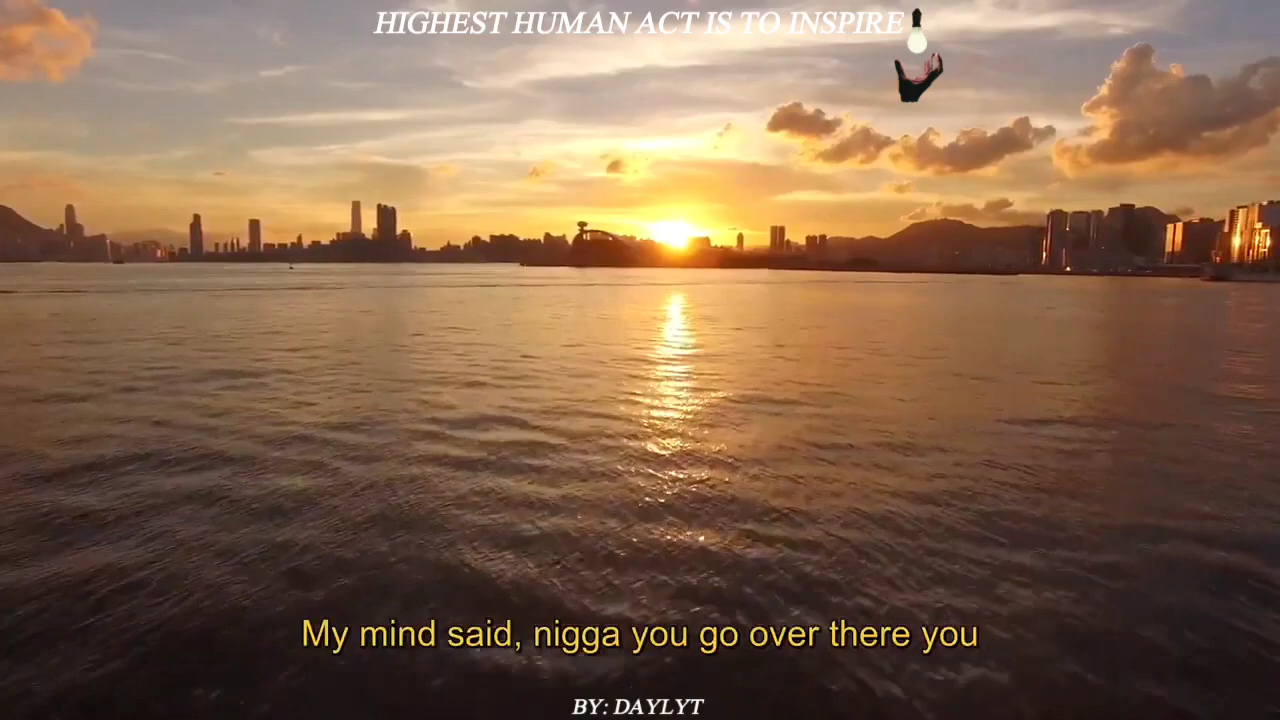 HIGHEST HUMAN ACT IS TO INSPIRE
My mind said, nigga you go over there you
BY: DAYLYT